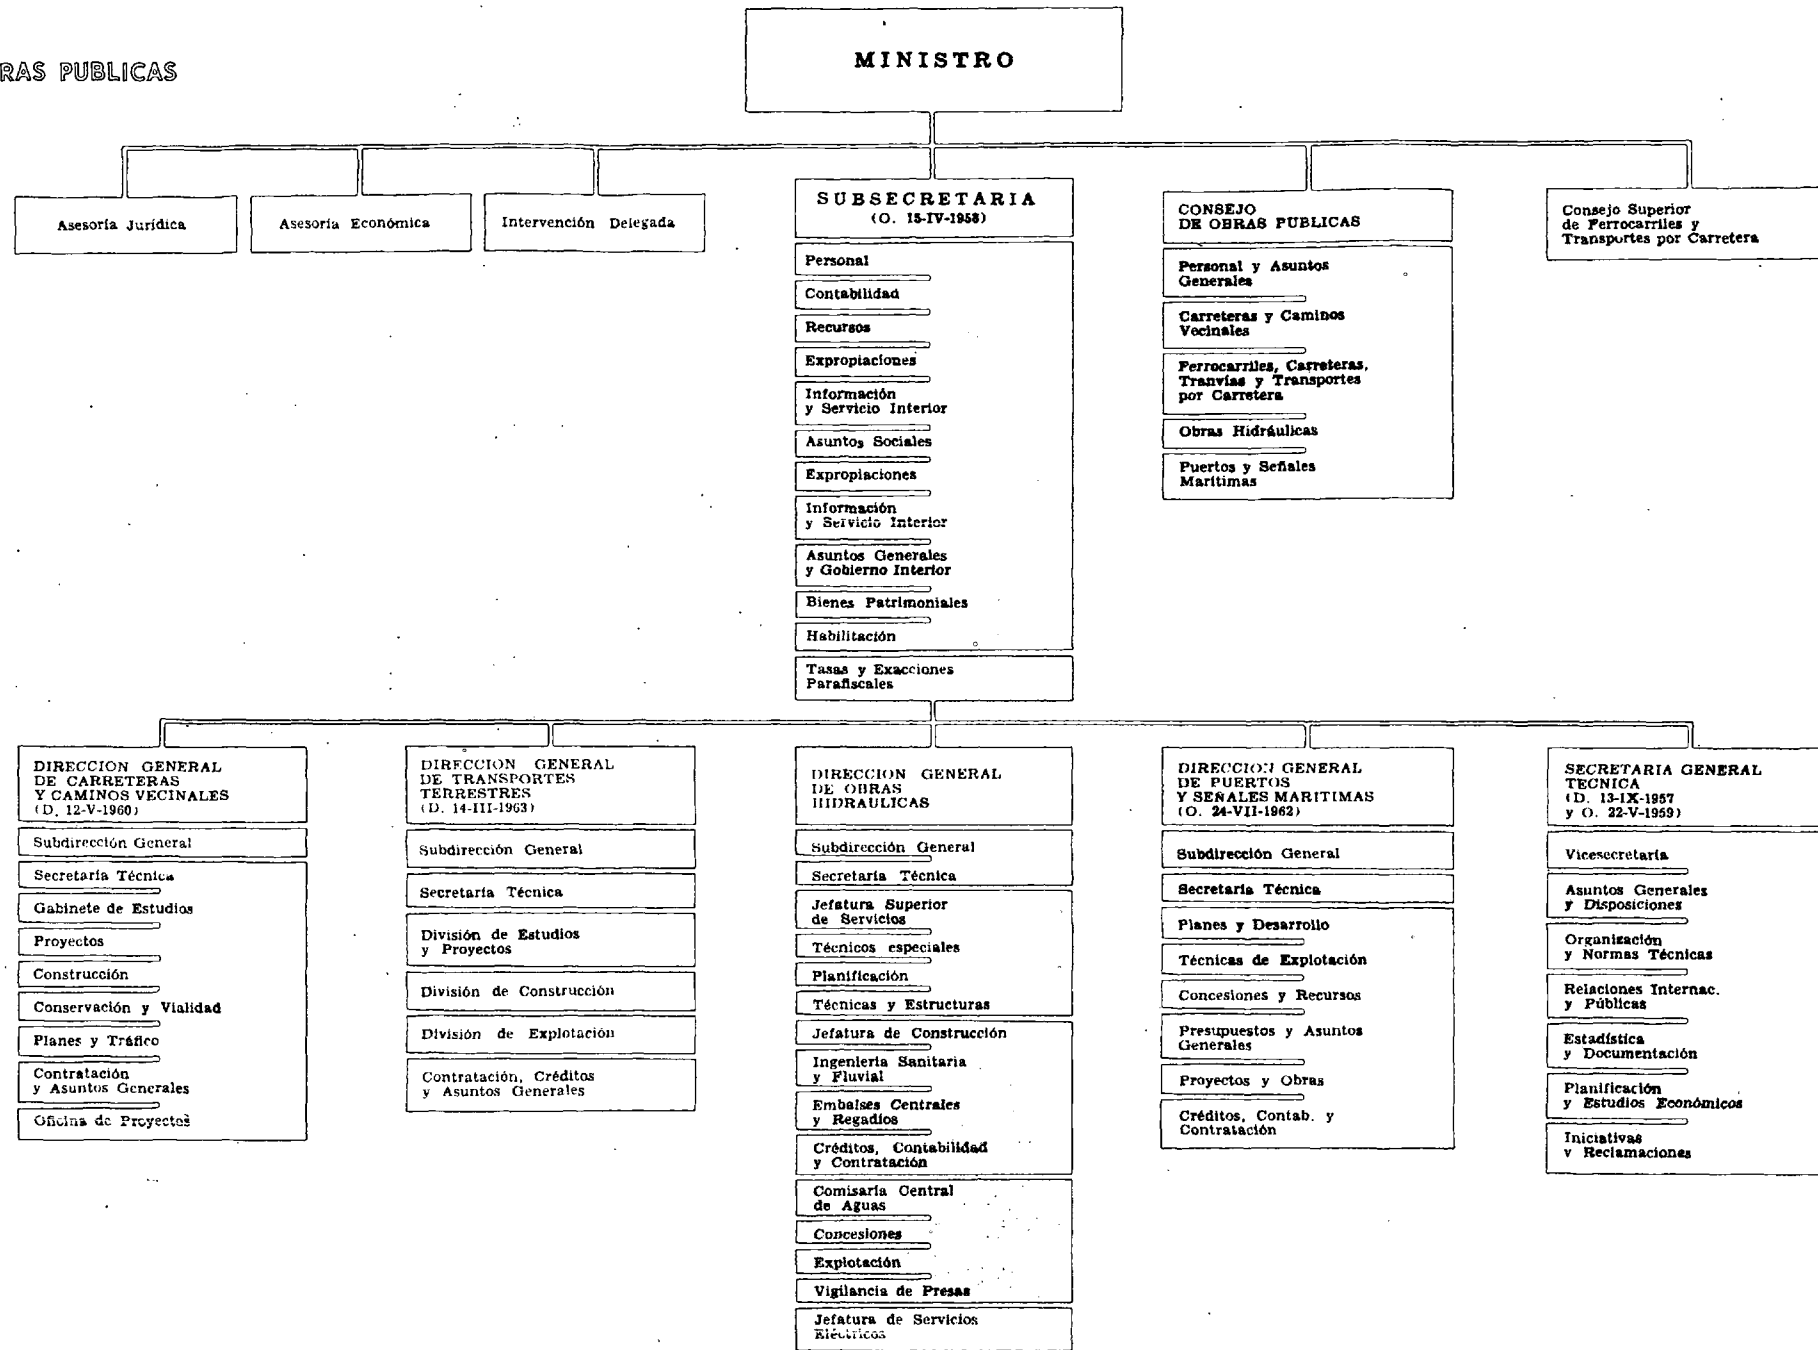 RAS PUBLICAS
MINISTRO
Asesoría Jurídica
Asesoría Económica
Intervención Delegada
SUBSECRETARIA
(O. 15-IV-1958)
Personal
Contabilidad
Recursos
Expropiaciones
Información
y Servicio Interior
Asuntos Sociales
Expropiaciones
Información
y Servicio Interior
Asuntos Generales
y Gobierno Interior
Bienes Patrimoniales
Habilitación
Tasas y Exacciones
Parafiscales
CONSEJO
DE OBRAS PUBLICAS
Personal y Asuntos
Generales
Carreteras y Caminos
Vecinales
Ferrocarriles, Carreteras,
Tranvías y Transportes
por Carretera
Obras Hidráulicas
Puertos y Señales
Marítimas
Consejo Superior
de Ferrocarriles y
Transportes por Carretera
DIRECCION GENERAL
DE CARRETERAS
Y CAMINOS VECINALES
(D. 12-V-1960)
Subdirección General
Secretaría Técnica
Gabinete de Estudios
Proyectos
Construcción
Conservación y Vialidad
Planes y Tráfico
Contratación
y Asuntos Generales
Oficina de Proyectos
DIRECCION GENERAL
DE TRANSPORTES
TERRESTRES
(D. 14-III-1963)
Subdirección General
Secretaría Técnica
División de Estudios
y Proyectos
División de Construcción
División de Explotación
Contratación, Créditos
y Asuntos Generales
DIRECCION GENERAL
DE OBRAS
HIDRAULICAS
Subdirección General
Secretaría Técnica
Jefatura Superior
de Servicios
Técnicos especiales
Planificación
Técnicas y Estructuras
Jefatura de Construcción
Ingeniería Sanitaria
y Fluvial
Embalses Centrales
y Regadíos
Créditos, Contabilidad
y Contratación
Comisaría Central
de Aguas
Concesiones
Explotación
Vigilancia de Presas
Jefatura de Servicios
Eléctricos
DIRECCION GENERAL
DE PUERTOS
Y SEÑALES MARITIMAS
(O. 24-VII-1962)
Subdirección General
Secretaría Técnica
Planes y Desarrollo
Técnicas de Explotación
Concesiones y Recursos
Presupuestos y Asuntos
Generales
Proyectos y Obras
Créditos, Contab. y
Contratación
SECRETARIA GENERAL
TECNICA
(D. 13-IX-1957
y O. 22-V-1959)
Vicesecretaría
Asuntos Generales
y Disposiciones
Organización
y Normas Técnicas
Relaciones Internac.
y Públicas
Estadística
y Documentación
Planificación
y Estudios Económicos
Iniciativas
y Reclamaciones